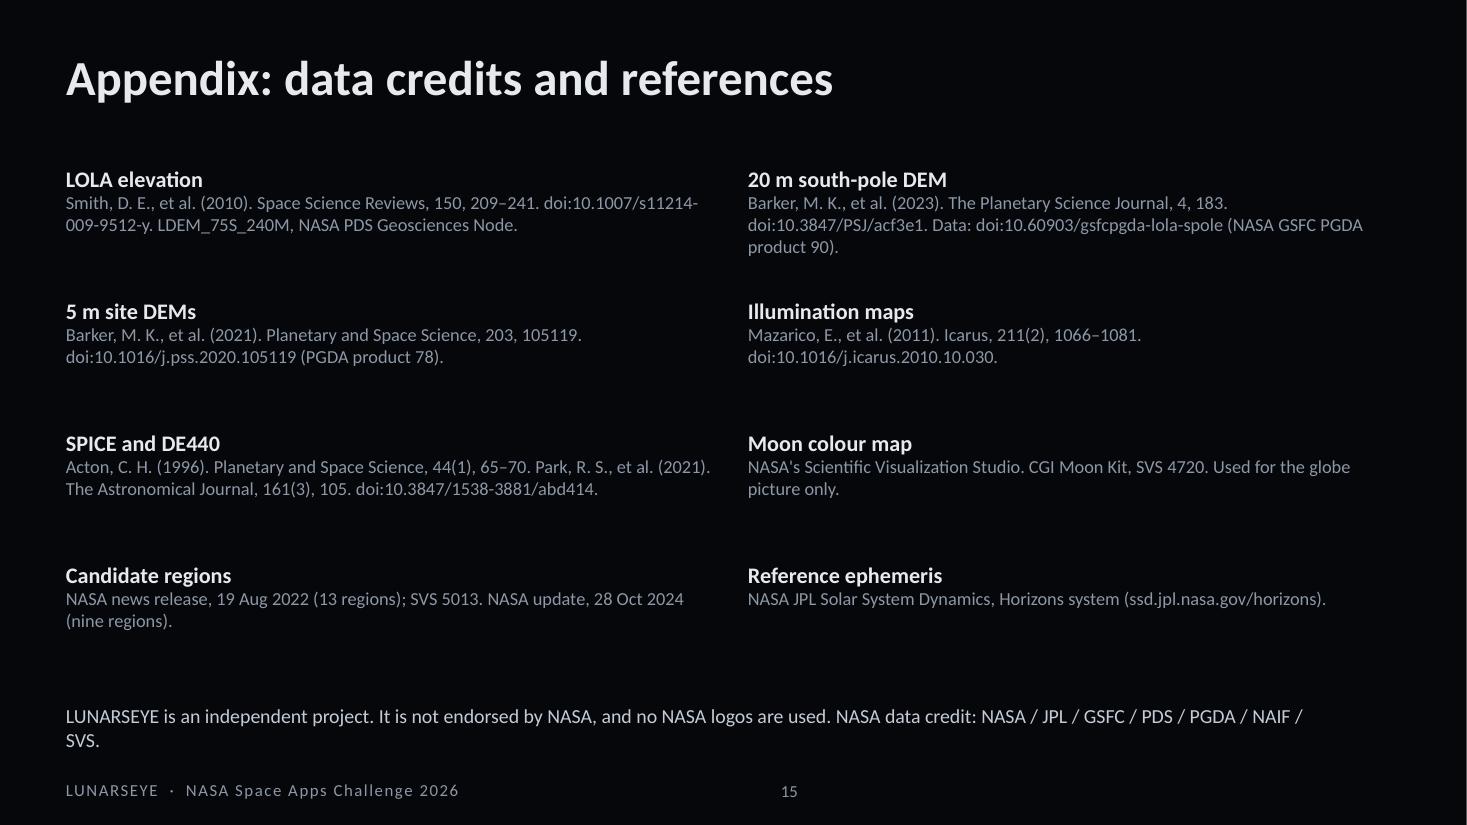 Appendix: data credits and references
LOLA elevation
Smith, D. E., et al. (2010). Space Science Reviews, 150, 209–241. doi:10.1007/s11214-
009-9512-y. LDEM_75S_240M, NASA PDS Geosciences Node.
20 m south-pole DEM
Barker, M. K., et al. (2023). The Planetary Science Journal, 4, 183.
doi:10.3847/PSJ/acf3e1. Data: doi:10.60903/gsfcpgda-lola-spole (NASA GSFC PGDA
product 90).
5 m site DEMs
Barker, M. K., et al. (2021). Planetary and Space Science, 203, 105119.
doi:10.1016/j.pss.2020.105119 (PGDA product 78).
Illumination maps
Mazarico, E., et al. (2011). Icarus, 211(2), 1066–1081.
doi:10.1016/j.icarus.2010.10.030.
SPICE and DE440
Acton, C. H. (1996). Planetary and Space Science, 44(1), 65–70. Park, R. S., et al. (2021).
The Astronomical Journal, 161(3), 105. doi:10.3847/1538-3881/abd414.
Moon colour map
NASA's Scientific Visualization Studio. CGI Moon Kit, SVS 4720. Used for the globe
picture only.
Candidate regions
NASA news release, 19 Aug 2022 (13 regions); SVS 5013. NASA update, 28 Oct 2024
(nine regions).
Reference ephemeris
NASA JPL Solar System Dynamics, Horizons system (ssd.jpl.nasa.gov/horizons).
LUNARSEYE is an independent project. It is not endorsed by NASA, and no NASA logos are used. NASA data credit: NASA / JPL / GSFC / PDS / PGDA / NAIF /
SVS.
LUNARSEYE · NASA Space Apps Challenge 2026
15